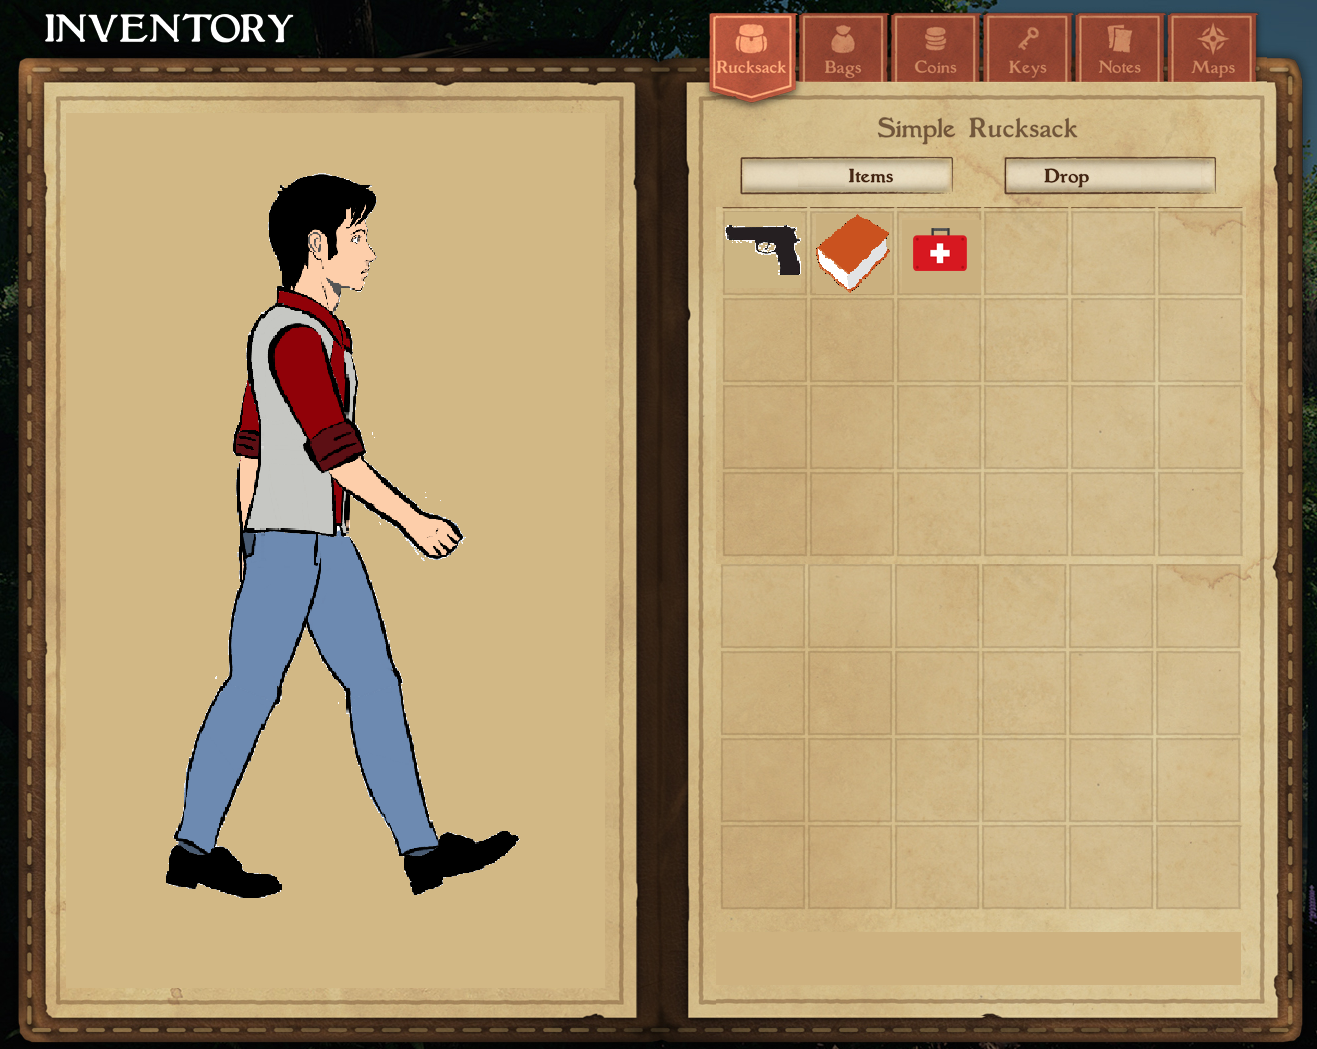 INVENTORY
Rucksack
Bags
Coins
Keys
Notes
Maps
Simple Rucksack
Items
Drop